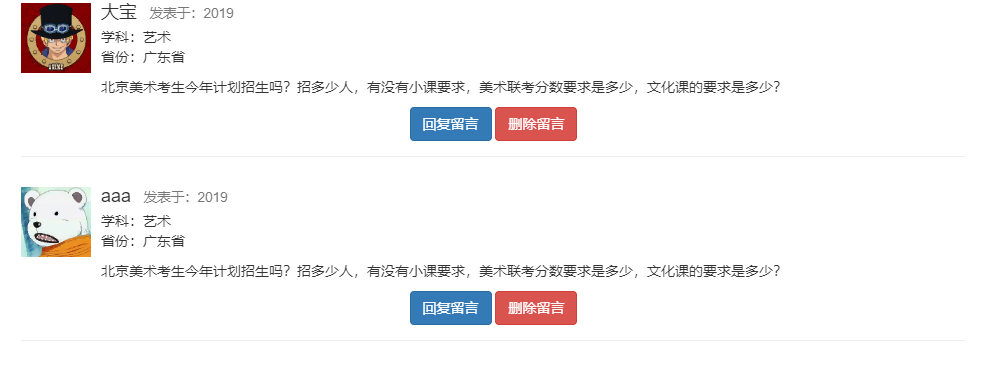 大宝 发表于：2019
学科：艺术
省份：广东省
北京美术考生今年计划招生吗？招多少人，有没有小课要求，美术联考分数要求是多少，文化课的要求是多少？
回复留言 删除留言
aaa 发表于：2019
学科：艺术
省份：广东省
北京美术考生今年计划招生吗？招多少人，有没有小课要求，美术联考分数要求是多少，文化课的要求是多少？
回复留言 删除留言